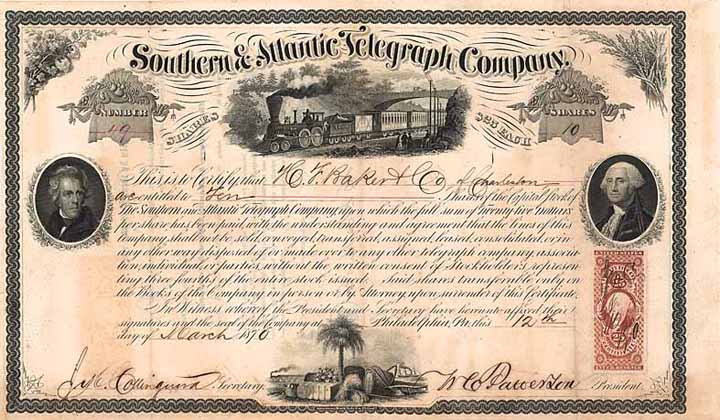 Southern & Atlantic Telegraph Company.
NUMBER 19
SHARES $25 EACH
SHARES 10
This is to Certify, that H. F. Baker & Co of Charleston
are entitled to Ten Shares of the Capital Stock of
The Southern and Atlantic Telegraph Company, upon which the full sum of Twenty five Dollars
per share has been paid, with the understanding and agreement that the lines of this
company shall not be sold, conveyed, transferred, assigned, leased, consolidated, or in
any other way disposed of or made over to any other telegraph company, associa-
tion, individual, or parties, without the written consent of Stockholders, represen-
ting three fourths of the entire stock issued. Said shares transferable only on
the Books of the Company in person or by Attorney, upon surrender of this Certificate.
In Witness whereof, the President and Secretary have hereunto affixed their
signatures and the seal of the Company at Philadelphia, Pa. this 12th
day of March 1870
Secretary.
President.